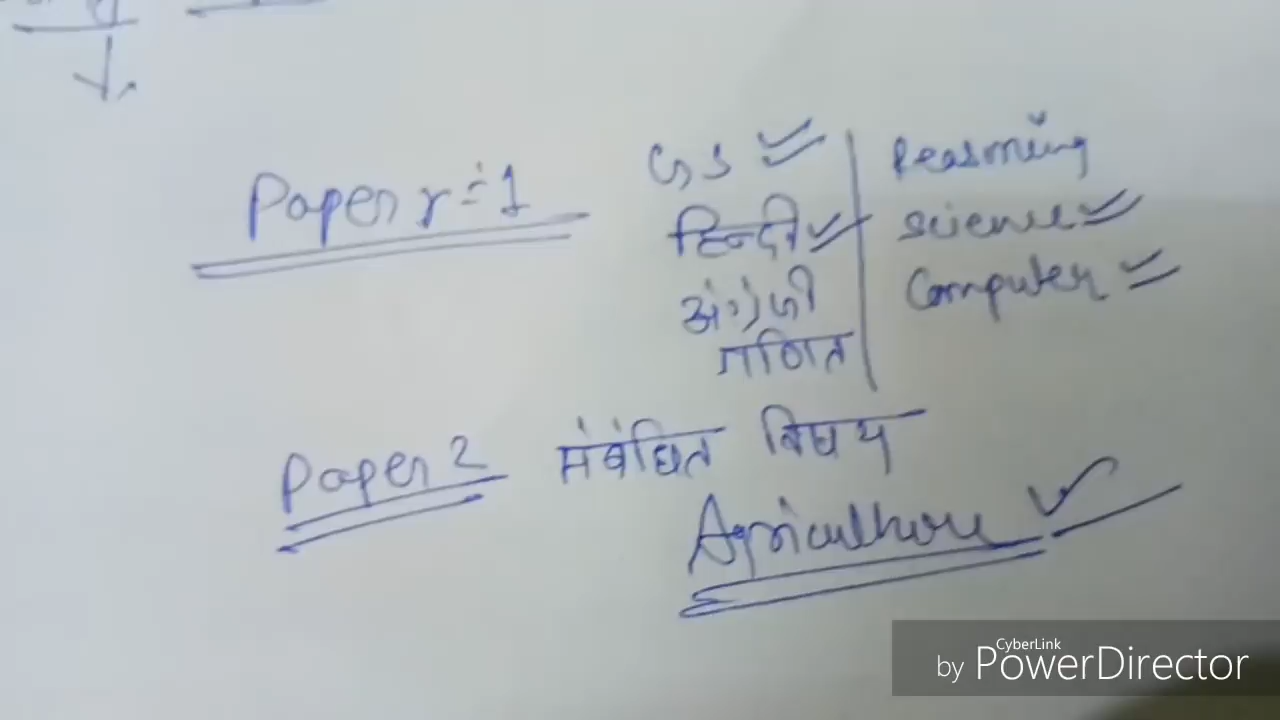 Paper r÷1
GS
हिन्दी
अंग्रेजी
गणित
Reasoning
science
Computer
Paper 2 संबंधित विषय
Agriculture
CyberLink
by PowerDirector